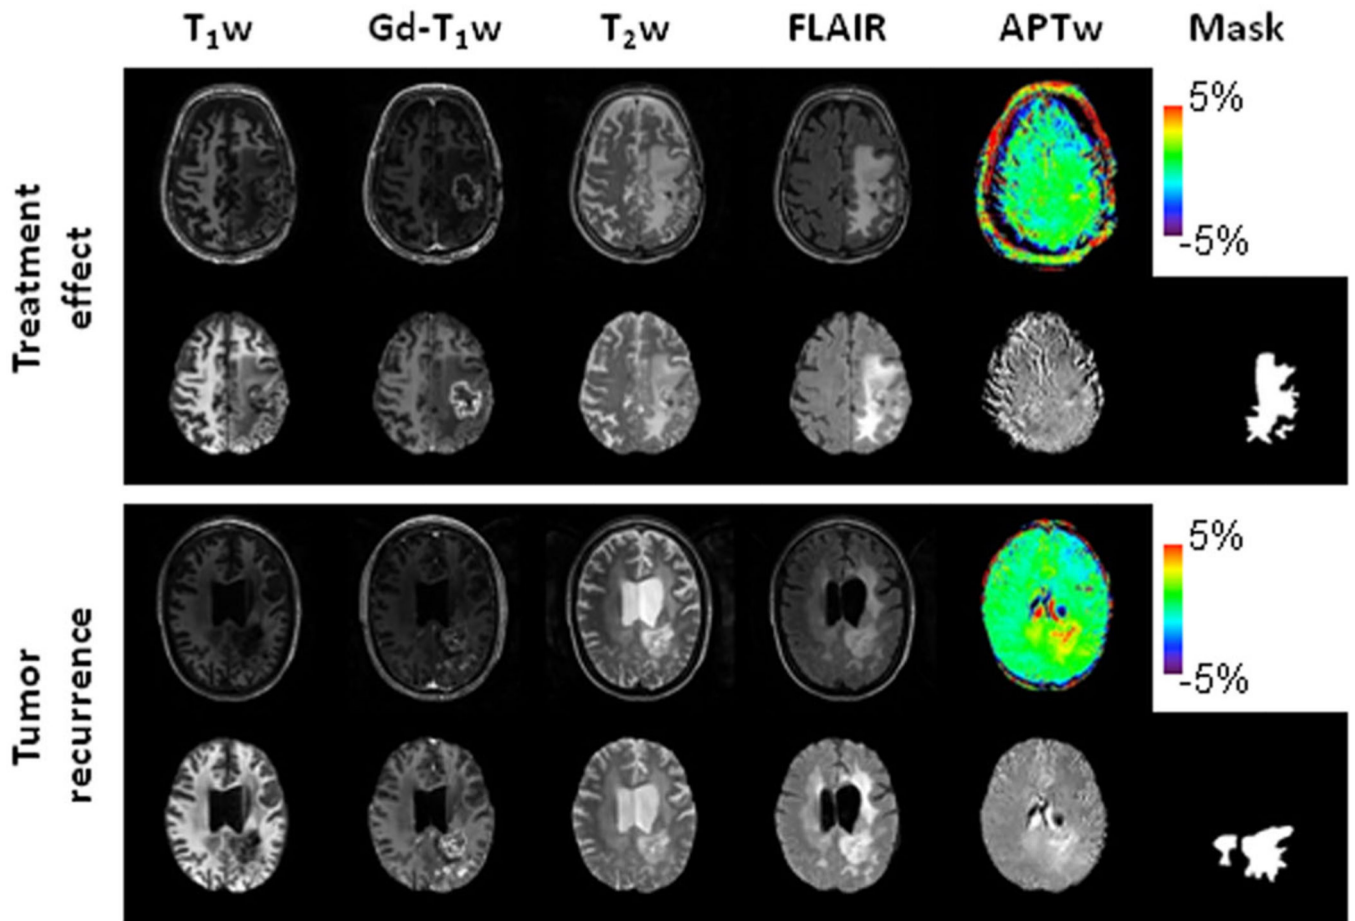 T₁w Gd-T₁w T₂w FLAIR APTw Mask
Treatment
effect
5%
-5%
Tumor
recurrence
5%
-5%